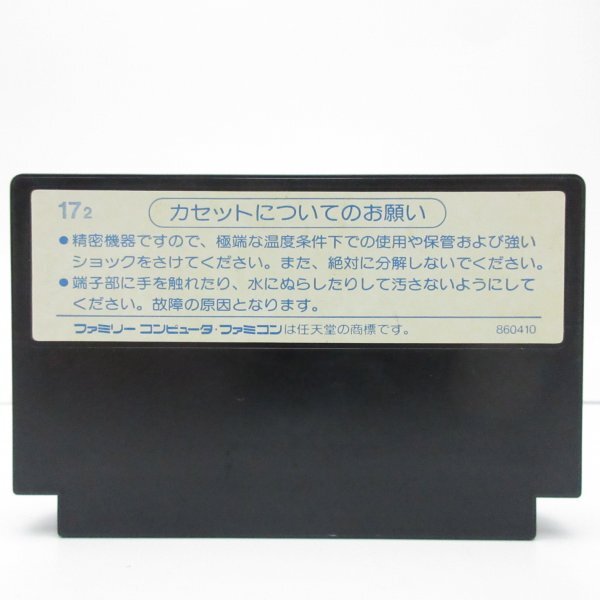 17 2 カセットについてのお願い
●精密機器ですので、極端な温度条件下での使用や保管および強い
ショックをさけてください。また、絶対に分解しないでください。
●端子部に手を触れたり、水にぬらしたりして汚さないようにして
ください。故障の原因となります。
ファミリー コンピュータ・ファミコンは任天堂の商標です。 860410